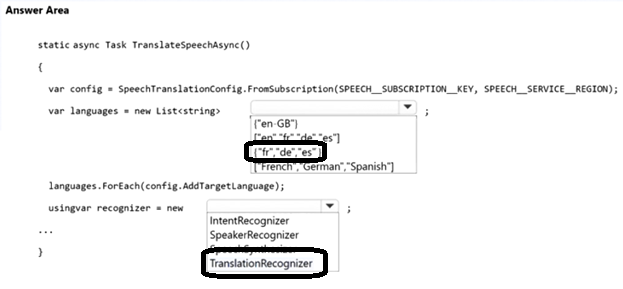 Answer Area
static async Task TranslateSpeechAsync()
{
var config = SpeechTranslationConfig.FromSubscription(SPEECH__SUBSCRIPTION__KEY, SPEECH__SERVICE__REGION);
var languages = new List<string> ;
{"en-GB"}
["en","fr","de","es"]
{"fr","de","es"}
["French","German","Spanish"]
languages.ForEach(config.AddTargetLanguage);
usingvar recognizer = new ;
IntentRecognizer
SpeakerRecognizer
SpeechSynthesizer
TranslationRecognizer
...
}